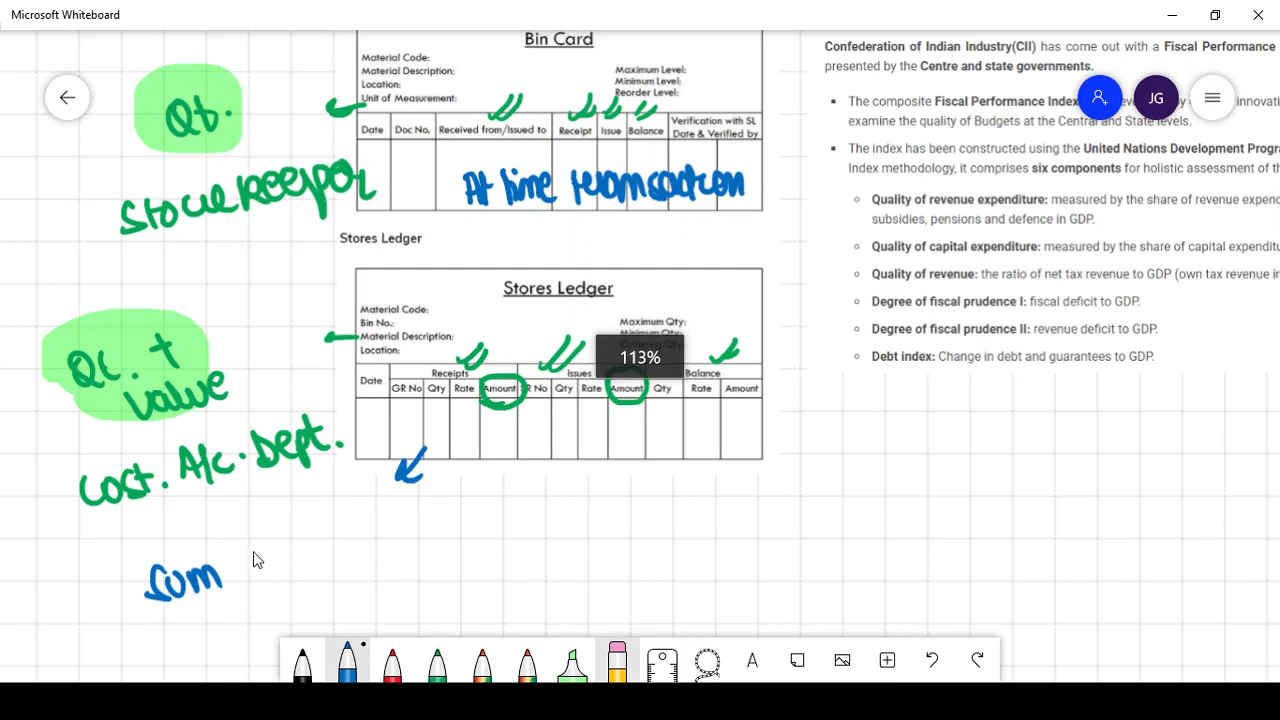 Microsoft Whiteboard
Bin Card
Material Code:
Material Description:
Location:
Unit of Measurement:
Maximum Level:
Minimum Level:
Reorder Level:
Date Doc No. Received from/Issued to Receipt Issue Balance Verification with SL
Date & Verified by
Qt.
Storekeeper
At time
Stores Ledger
Stores Ledger
Material Code:
Bin No.:
Material Description:
Location:
Maximum Qty:
113%
Receipts Issues Balance
Date GR No Qty Rate Amount SR No Qty Rate Amount Qty Rate Amount
Qt. +
value
Cost. A/c. Dept.
Sum
Confederation of Indian Industry(CII) has come out with a Fiscal Performance
presented by the Centre and state governments.
The composite Fiscal Performance Index
examine the quality of Budgets at the Central and State levels.
The index has been constructed using the United Nations Development
Index methodology, it comprises six components for holistic assessment of
Quality of revenue expenditure: measured by the share of revenue
subsidies, pensions and defence in GDP.
Quality of capital expenditure: measured by the share of capital
Quality of revenue: the ratio of net tax revenue to GDP (own tax revenue in
Degree of fiscal prudence I: fiscal deficit to GDP.
Degree of fiscal prudence II: revenue deficit to GDP.
Debt index: Change in debt and guarantees to GDP.
JG
A